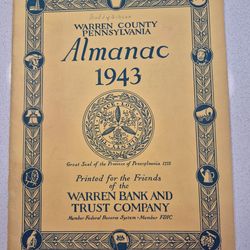 WARREN COUNTY
PENNSYLVANIA
Almanac
1943
Great Seal of the Province of Pennsylvania, 1712
Printed for the Friends
of the
WARREN BANK AND
TRUST COMPANY
Member Federal Reserve System - Member FDIC